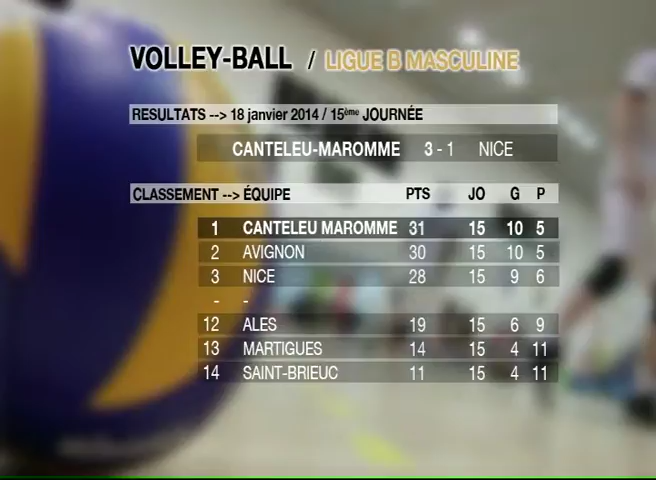 VOLLEY-BALL / LIGUE B MASCULINE
RESULTATS --> 18 janvier 2014 / 15ème JOURNÉE
CANTELEU-MAROMME 3 - 1 NICE
CLASSEMENT --> ÉQUIPE PTS JO G P
1 CANTELEU MAROMME 31 15 10 5
2 AVIGNON 30 15 10 5
3 NICE 28 15 9 6
- -
12 ALES 19 15 6 9
13 MARTIGUES 14 15 4 11
14 SAINT-BRIEUC 11 15 4 11